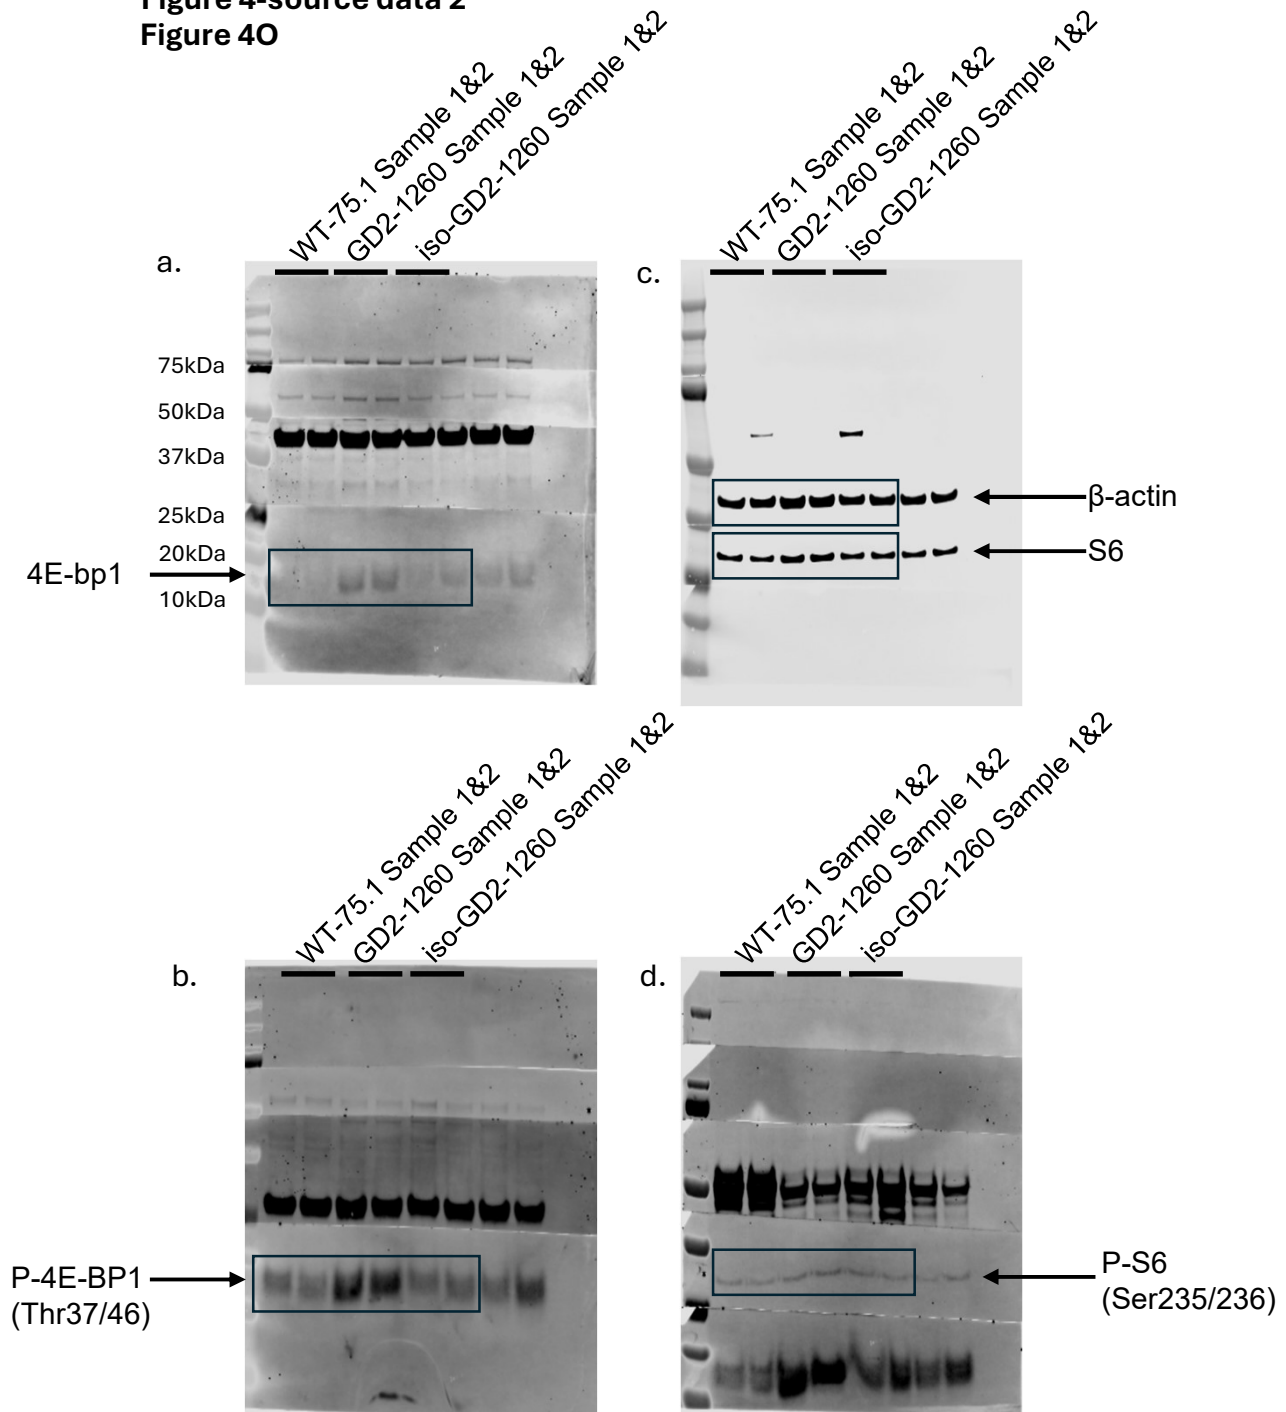 Figure 4-source data 2
Figure 4O
WT-75.1 Sample 1&2
GD2-1260 Sample 1&2
iso-GD2-1260 Sample 1&2
a.
75kDa
50kDa
37kDa
25kDa
20kDa
10kDa
4E-bp1
WT-75.1 Sample 1&2
GD2-1260 Sample 1&2
iso-GD2-1260 Sample 1&2
c.
β-actin
S6
WT-75.1 Sample 1&2
GD2-1260 Sample 1&2
iso-GD2-1260 Sample 1&2
b.
P-4E-BP1
(Thr37/46)
WT-75.1 Sample 1&2
GD2-1260 Sample 1&2
iso-GD2-1260 Sample 1&2
d.
P-S6
(Ser235/236)